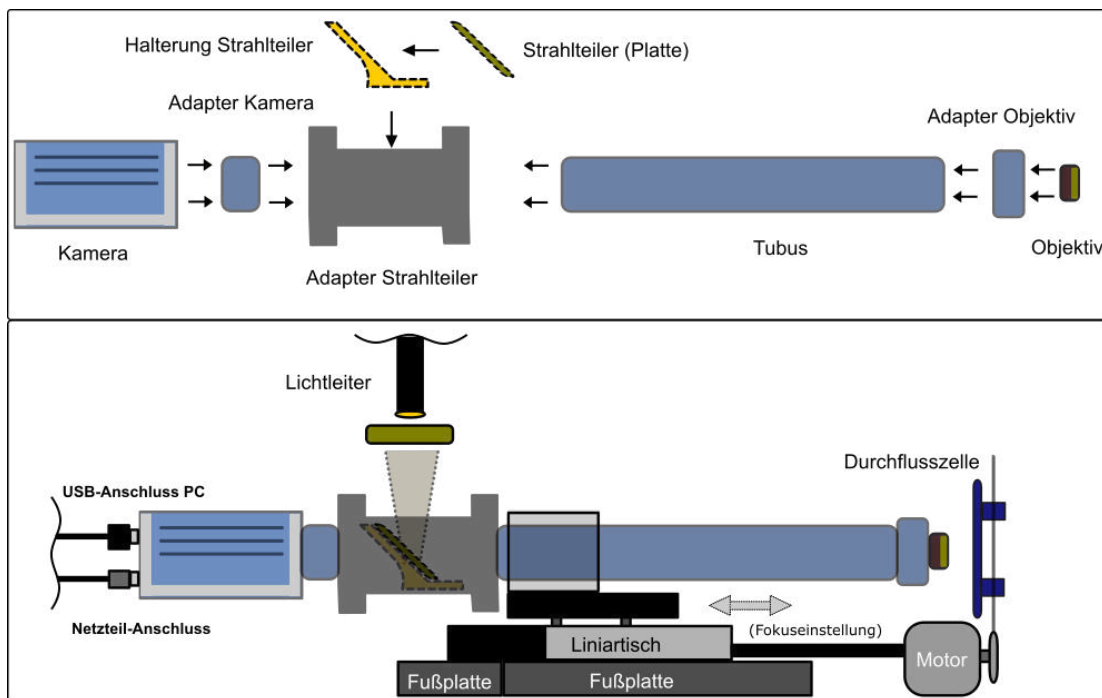 Halterung Strahlteiler
Strahlteiler (Platte)
Adapter Kamera
Adapter Objektiv
Kamera
Adapter Strahlteiler
Tubus
Objektiv
Lichtleiter
Durchflusszelle
USB-Anschluss PC
Netzteil-Anschluss
(Fokuseinstellung)
Liniartisch
Motor
Fußplatte
Fußplatte